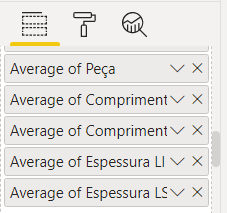 Average of Peça
Average of Compriment
Average of Compriment
Average of Espessura LI
Average of Espessura LS